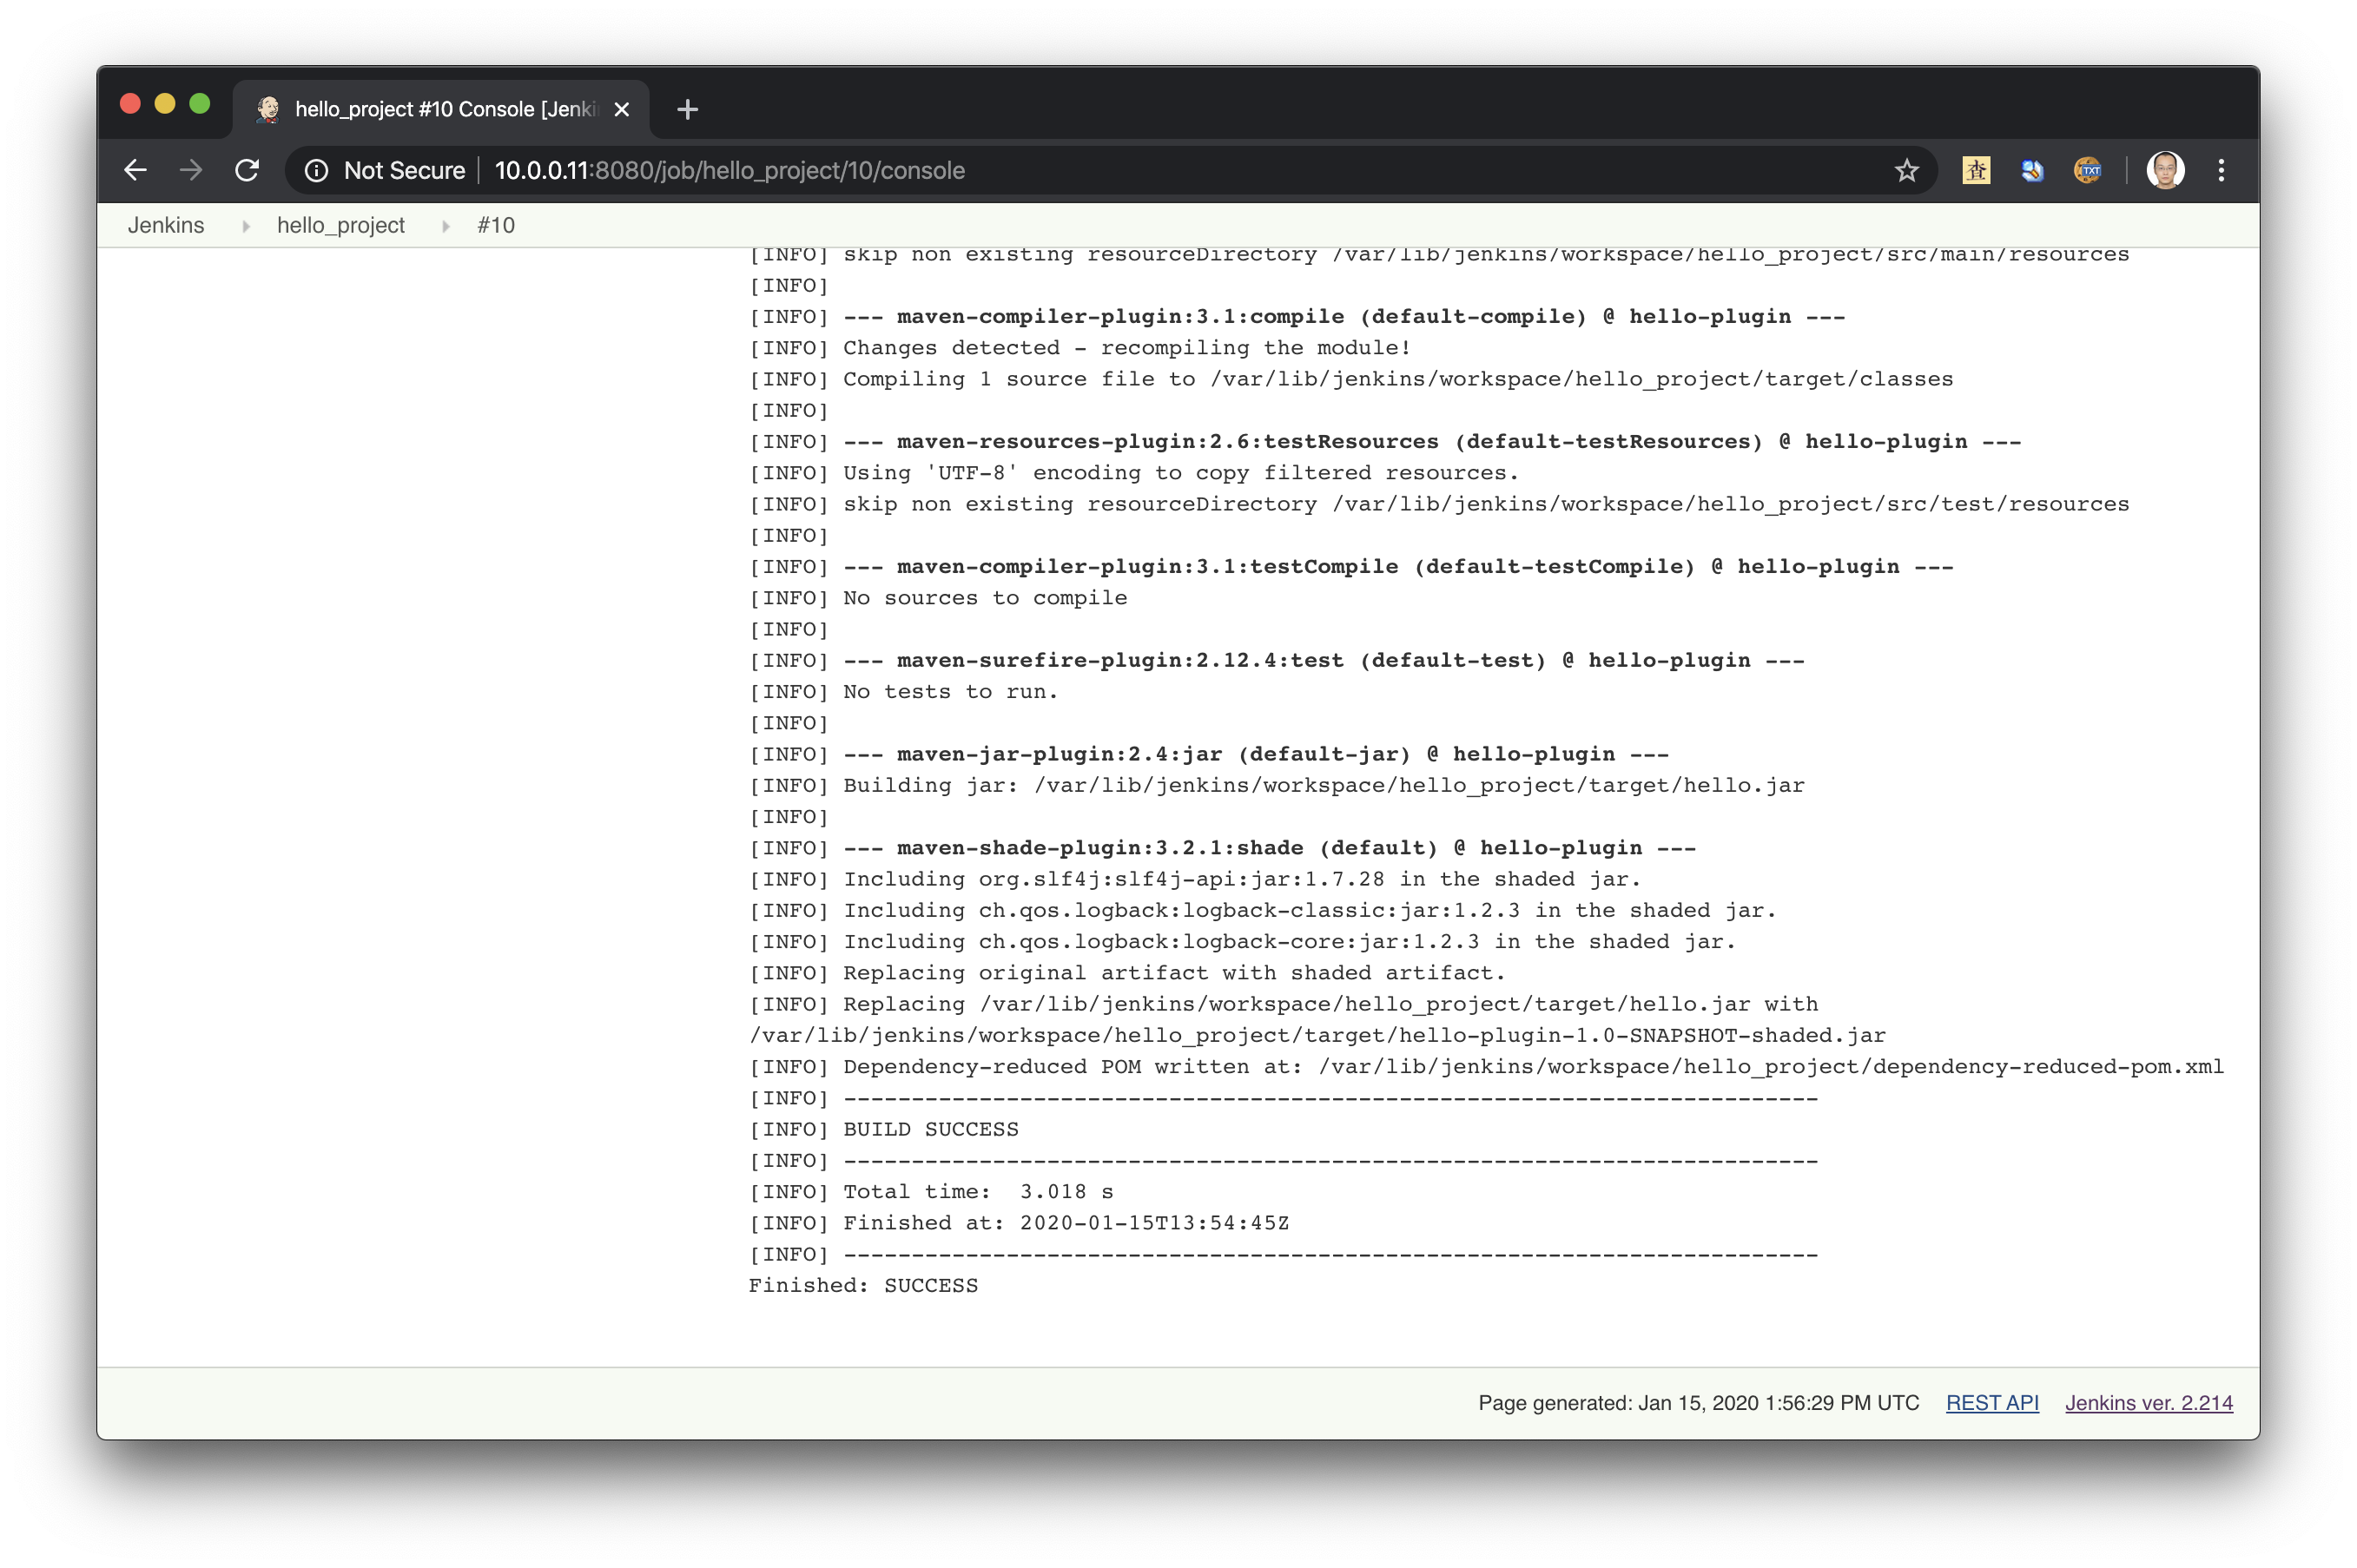 hello_project #10 Console [Jenki
Not Secure
10.0.0.11:8080/job/hello_project/10/console
査
TXT
Jenkins
hello_project
#10
[INFO] skip non existing resourceDirectory /var/lib/jenkins/workspace/hello_project/src/main/resources
[INFO]
[INFO] --- maven-compiler-plugin:3.1:compile (default-compile) @ hello-plugin ---
[INFO] Changes detected - recompiling the module!
[INFO] Compiling 1 source file to /var/lib/jenkins/workspace/hello_project/target/classes
[INFO]
[INFO] --- maven-resources-plugin:2.6:testResources (default-testResources) @ hello-plugin ---
[INFO] Using 'UTF-8' encoding to copy filtered resources.
[INFO] skip non existing resourceDirectory /var/lib/jenkins/workspace/hello_project/src/test/resources
[INFO]
[INFO] --- maven-compiler-plugin:3.1:testCompile (default-testCompile) @ hello-plugin ---
[INFO] No sources to compile
[INFO]
[INFO] --- maven-surefire-plugin:2.12.4:test (default-test) @ hello-plugin ---
[INFO] No tests to run.
[INFO]
[INFO] --- maven-jar-plugin:2.4:jar (default-jar) @ hello-plugin ---
[INFO] Building jar: /var/lib/jenkins/workspace/hello_project/target/hello.jar
[INFO]
[INFO] --- maven-shade-plugin:3.2.1:shade (default) @ hello-plugin ---
[INFO] Including org.slf4j:slf4j-api:jar:1.7.28 in the shaded jar.
[INFO] Including ch.qos.logback:logback-classic:jar:1.2.3 in the shaded jar.
[INFO] Including ch.qos.logback:logback-core:jar:1.2.3 in the shaded jar.
[INFO] Replacing original artifact with shaded artifact.
[INFO] Replacing /var/lib/jenkins/workspace/hello_project/target/hello.jar with
/var/lib/jenkins/workspace/hello_project/target/hello-plugin-1.0-SNAPSHOT-shaded.jar
[INFO] Dependency-reduced POM written at: /var/lib/jenkins/workspace/hello_project/dependency-reduced-pom.xml
[INFO] ------------------------------------------------------------------------
[INFO] BUILD SUCCESS
[INFO] ------------------------------------------------------------------------
[INFO] Total time:  3.018 s
[INFO] Finished at: 2020-01-15T13:54:45Z
[INFO] ------------------------------------------------------------------------
Finished: SUCCESS
Page generated: Jan 15, 2020 1:56:29 PM UTC
REST API
Jenkins ver. 2.214